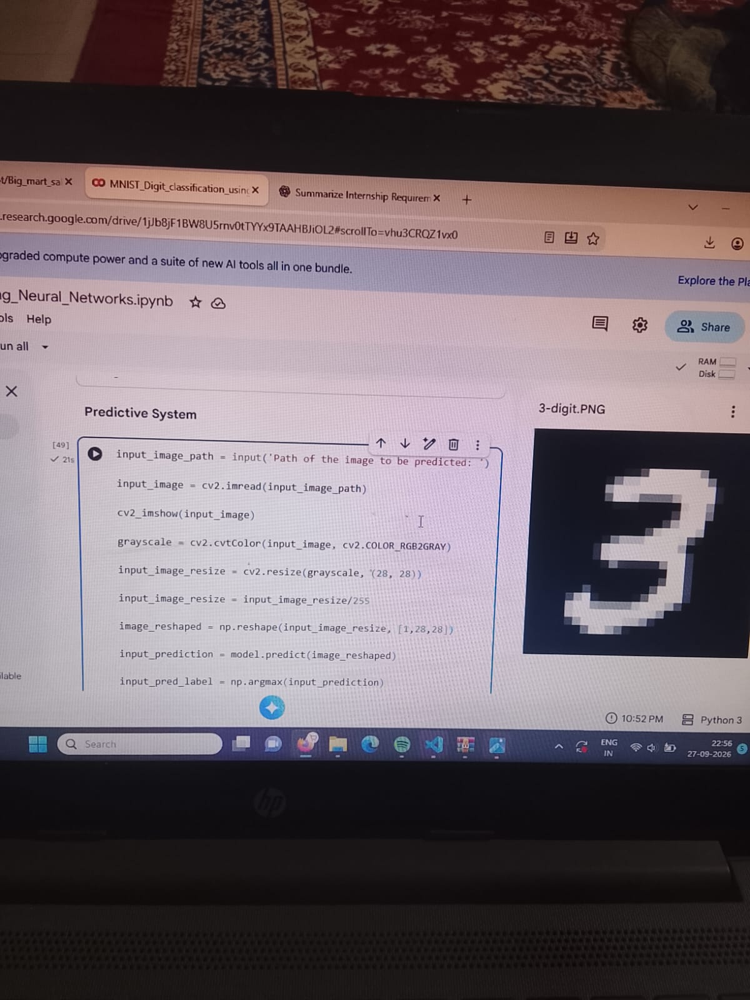 t/Big_mart_sa
MNIST_Digit_classification_using
Summarize Internship Requirem
.research.google.com/drive/1jJb8jF1BW8U5rnv0tTYYx9TAAHBJiOL2#scrollTo=vhu3CRQZ1vx0
ograded compute power and a suite of new AI tools all in one bundle.
Explore the Pla
ng_Neural_Networks.ipynb
ols Help
Share
un all
RAM
Disk
Predictive System
3-digit.PNG
[49]
21s
input_image_path = input('Path of the image to be predicted: ')
input_image = cv2.imread(input_image_path)
cv2_imshow(input_image)
grayscale = cv2.cvtColor(input_image, cv2.COLOR_RGB2GRAY)
input_image_resize = cv2.resize(grayscale, (28, 28))
input_image_resize = input_image_resize/255
image_reshaped = np.reshape(input_image_resize, [1,28,28])
input_prediction = model.predict(image_reshaped)
input_pred_label = np.argmax(input_prediction)
3
ilable
10:52 PM
Python 3
Search
ENG
IN
22:56
27-09-2026
5
hp